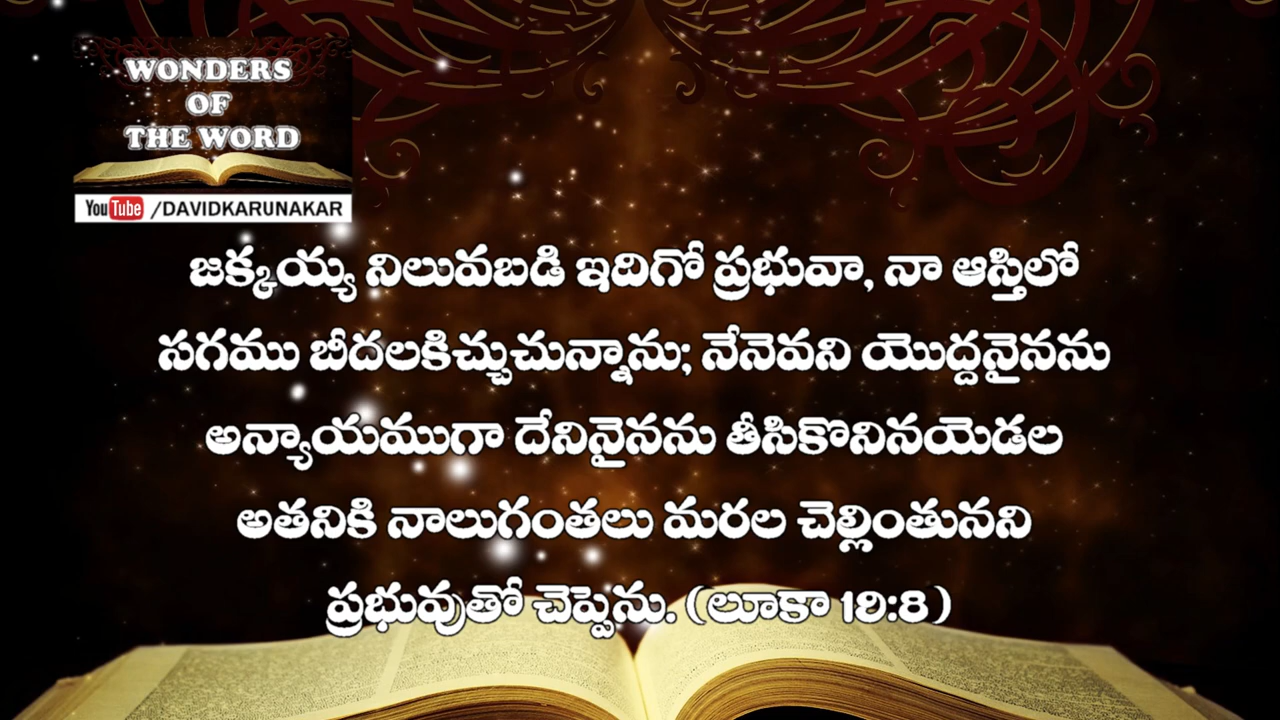 WONDERS
OF
THE WORD
YouTube /DAVIDKARUNAKAR
జక్కయ్య నిలువబడి ఇదిగో ప్రభువా, నా ఆస్తిలో
సగము బీదలకిచ్చుచున్నాను; నేనెవని యొద్దనైనను
అన్యాయముగా దేనినైనను తీసికొనినయెడల
అతనికి నాలుగంతలు మరల చెల్లింతునని
ప్రభువుతో చెప్పెను. (లూకా 19:8)